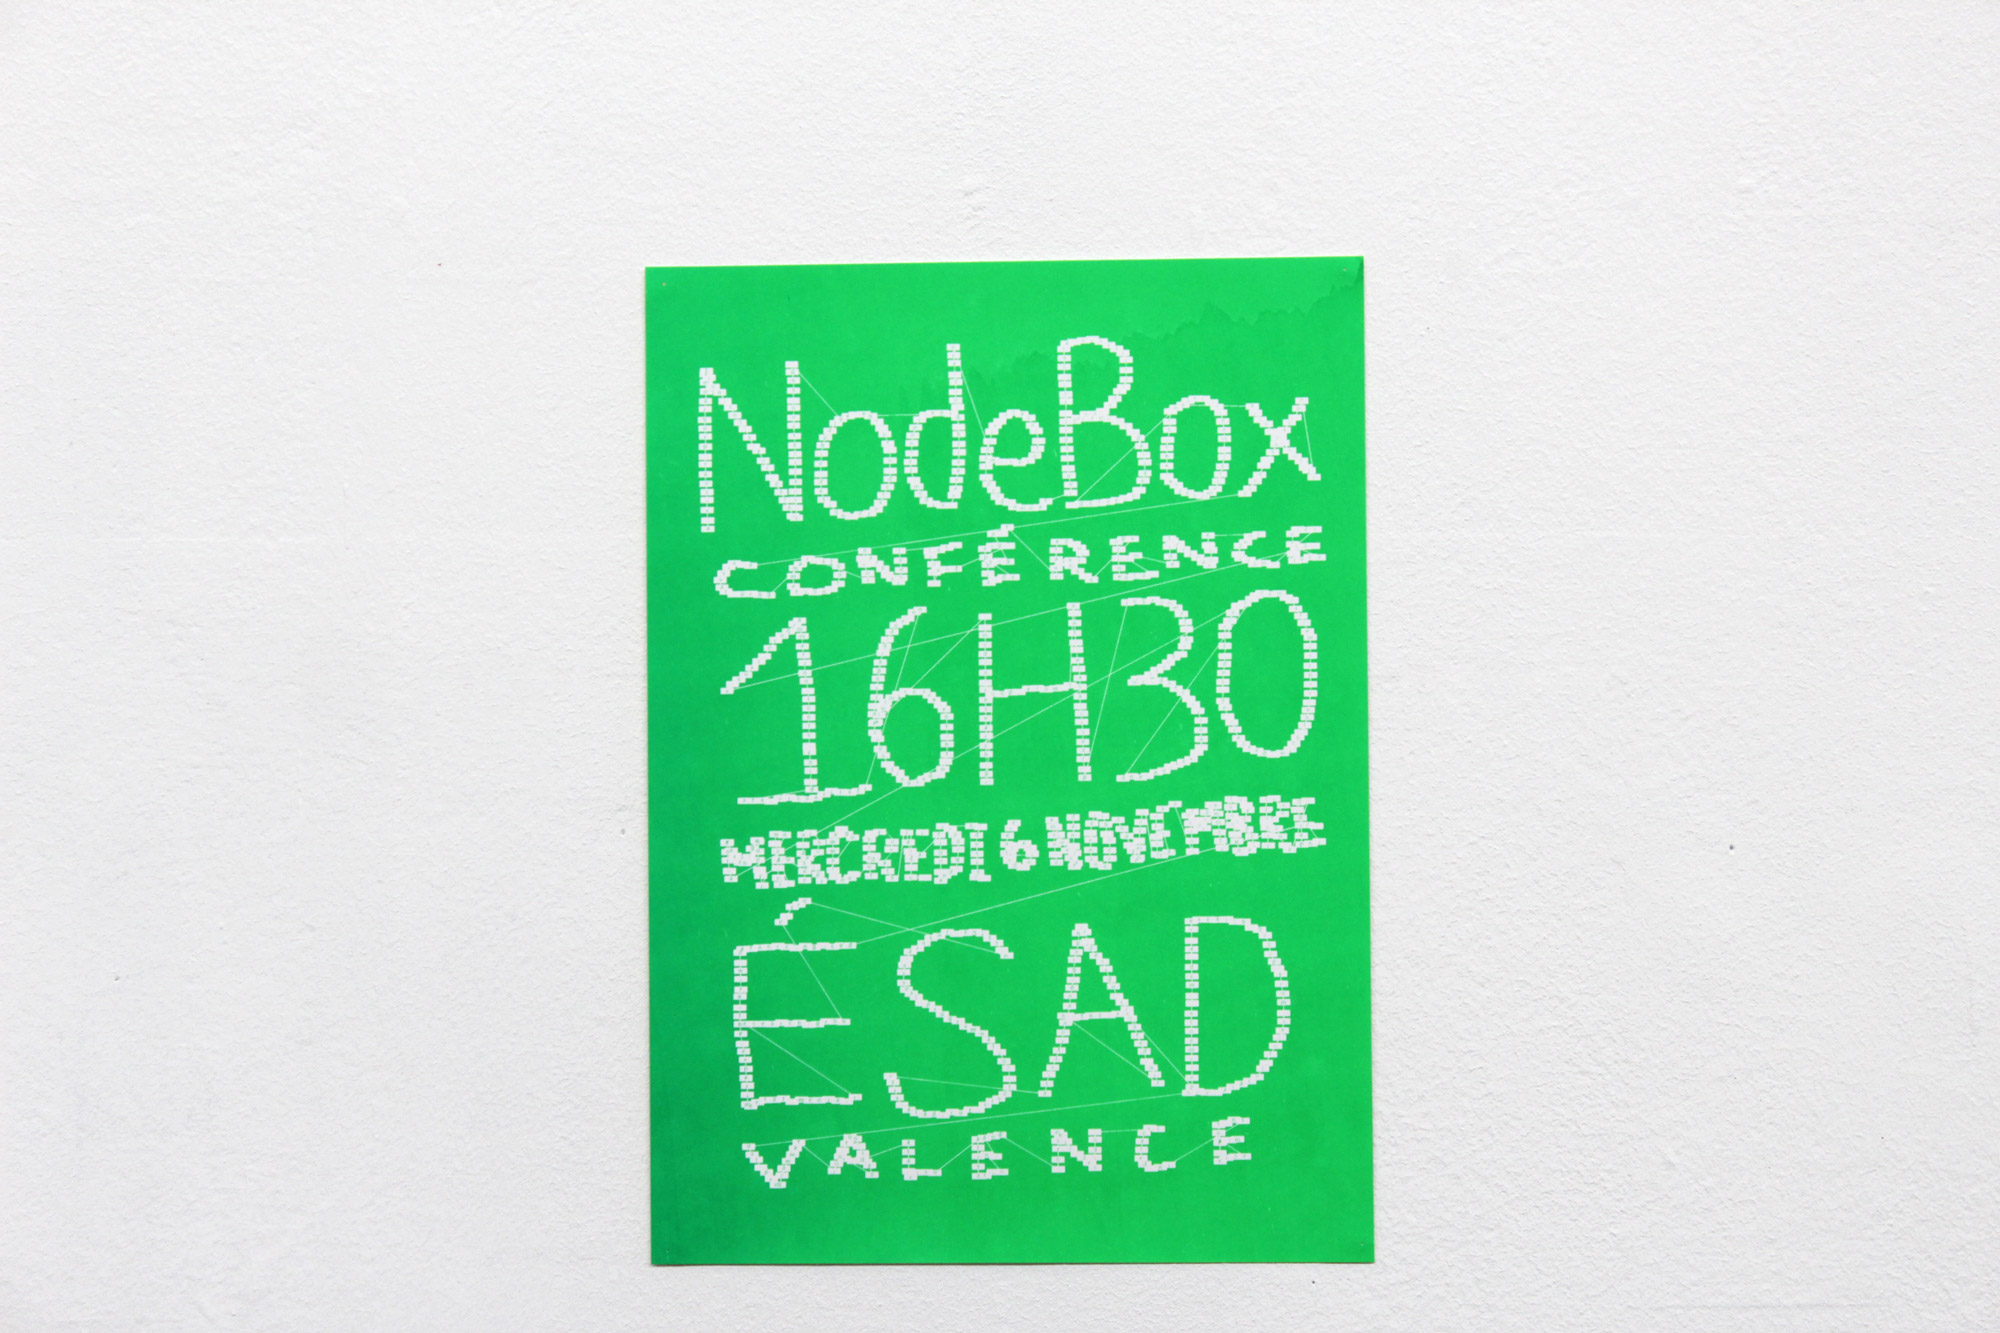 NodeBox
CONFÉRENCE
16H30
MERCREDI 6 NOVEMBRE
ÉSAD
VALENCE